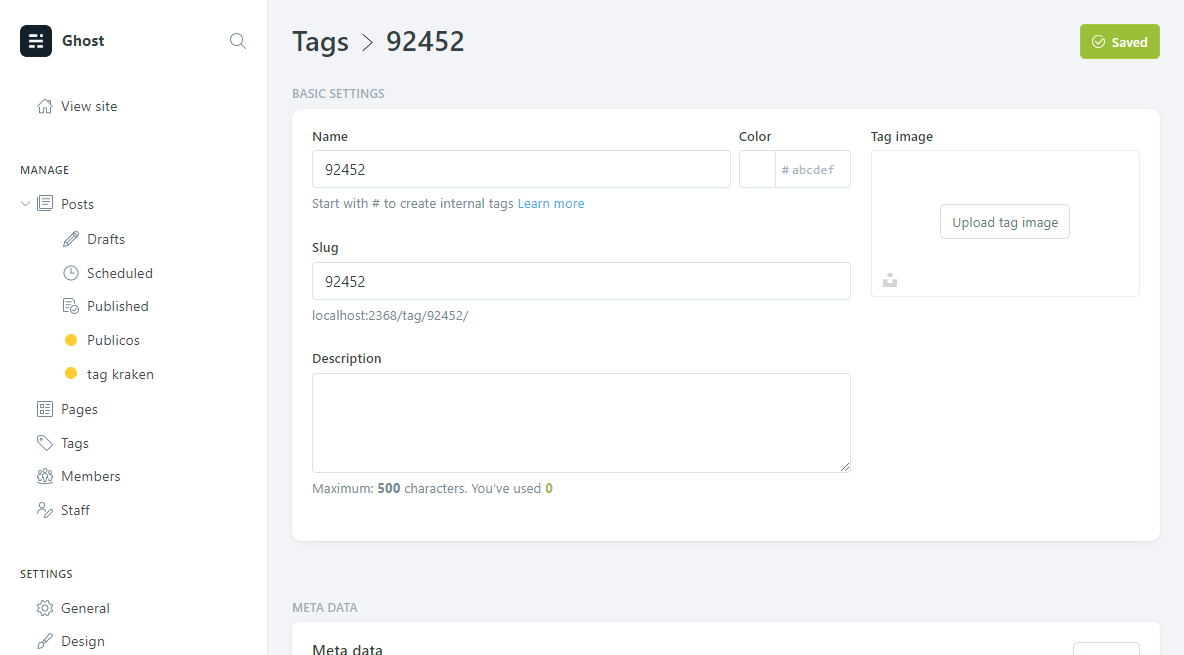 Ghost
View site
MANAGE
Posts
Drafts
Scheduled
Published
Publicos
tag kraken
Pages
Tags
Members
Staff
SETTINGS
General
Design
Tags > 92452
Saved
BASIC SETTINGS
Name
92452
Start with # to create internal tags Learn more
Color
# abcdef
Slug
92452
localhost:2368/tag/92452/
Description
Maximum: 500 characters. You've used 0
Tag image
Upload tag image
META DATA
Meta data